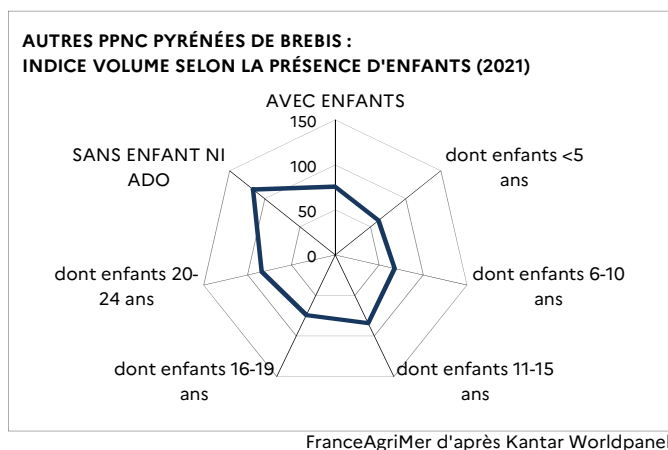 AUTRES PPNC PYRÉNÉES DE BREBIS :
INDICE VOLUME SELON LA PRÉSENCE D'ENFANTS (2021)
AVEC ENFANTS
150
100
50
0
dont enfants <5
ans
dont enfants 6-10
ans
dont enfants 11-15
ans
dont enfants 16-19
ans
dont enfants 20-
24 ans
SANS ENFANT NI
ADO
FranceAgriMer d'après Kantar Worldpanel